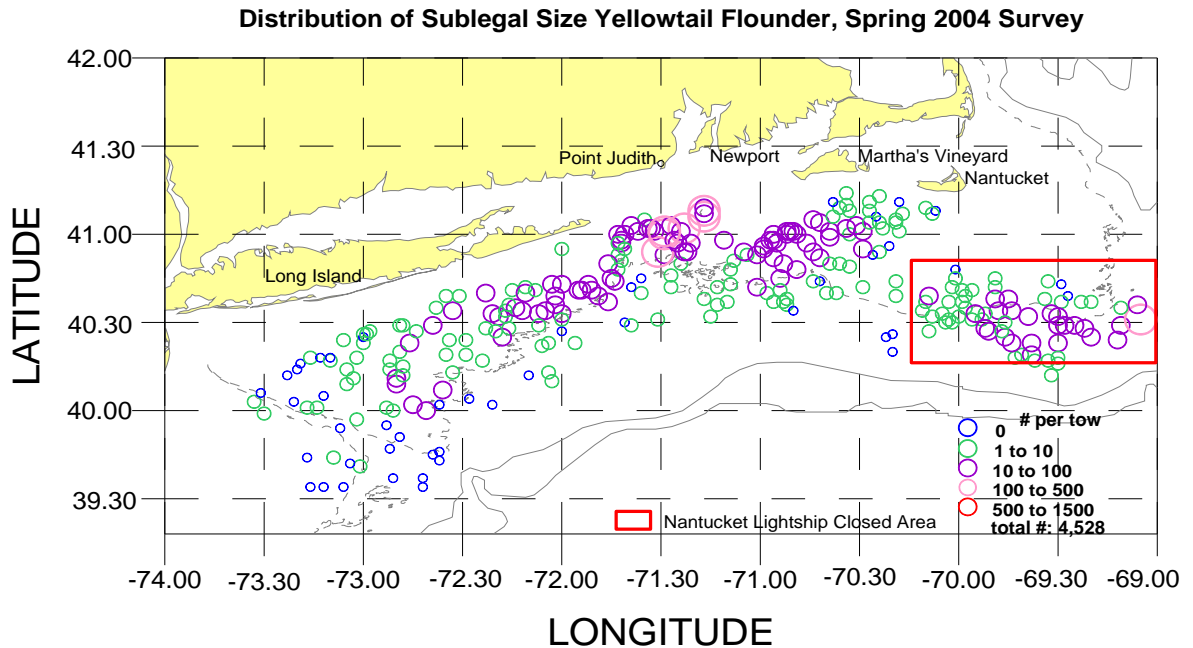 Distribution of Sublegal Size Yellowtail Flounder, Spring 2004 Survey
42.00
41.30
41.00
40.30
40.00
39.30
LATITUDE
Point Judith
Newport
Martha's Vineyard
Nantucket
Long Island
# per tow
0
1 to 10
10 to 100
100 to 500
500 to 1500
total #: 4,528
Nantucket Lightship Closed Area
-74.00
-73.30
-73.00
-72.30
-72.00
-71.30
-71.00
-70.30
-70.00
-69.30
-69.00
LONGITUDE